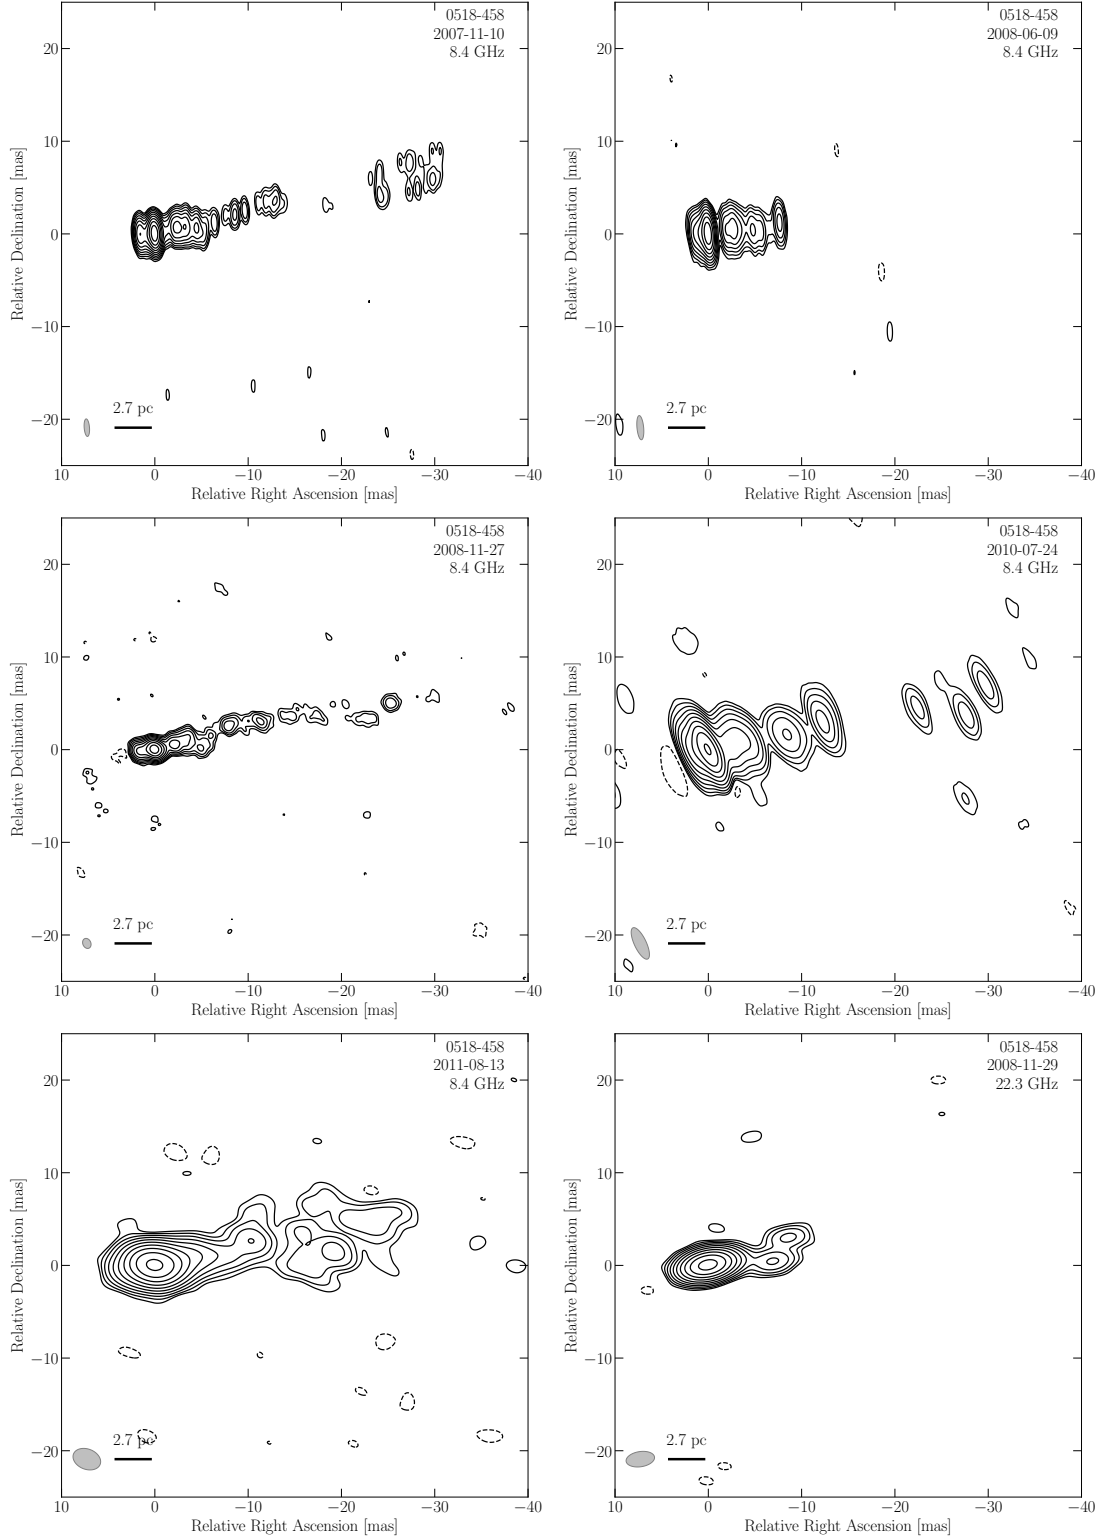 0518-458
2007-11-10
8.4 GHz
20
10
0
−10
−20
Relative Declination [mas]
2.7 pc
10 0 −10 −20 −30 −40
Relative Right Ascension [mas]
0518-458
2008-06-09
8.4 GHz
20
10
0
−10
−20
Relative Declination [mas]
2.7 pc
10 0 −10 −20 −30 −40
Relative Right Ascension [mas]
0518-458
2008-11-27
8.4 GHz
20
10
0
−10
−20
Relative Declination [mas]
2.7 pc
10 0 −10 −20 −30 −40
Relative Right Ascension [mas]
0518-458
2010-07-24
8.4 GHz
20
10
0
−10
−20
Relative Declination [mas]
2.7 pc
10 0 −10 −20 −30 −40
Relative Right Ascension [mas]
0518-458
2011-08-13
8.4 GHz
20
10
0
−10
−20
Relative Declination [mas]
2.7 pc
10 0 −10 −20 −30 −40
Relative Right Ascension [mas]
0518-458
2008-11-29
22.3 GHz
20
10
0
−10
−20
Relative Declination [mas]
2.7 pc
10 0 −10 −20 −30 −40
Relative Right Ascension [mas]